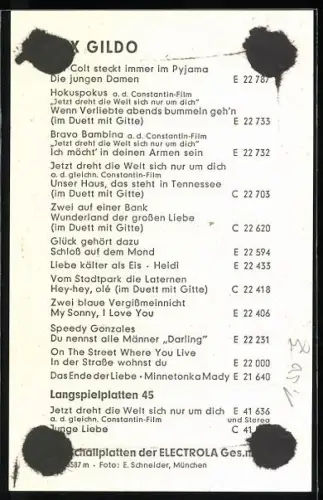 X GILDO
Colt steckt immer im Pyjama
Die jungen Damen E 22 787
Hokuspokus a. d. Constantin-Film
„Jetzt dreht die Welt sich nur um dich"
Wenn Verliebte abends bummeln geh'n
(im Duett mit Gitte) E 22 733
Bravo Bambina a. d. Constantin-Film
„Jetzt dreht die Welt sich nur um dich"
Ich möcht' in deinen Armen sein E 22 732
Jetzt dreht die Welt sich nur um dich
a. d. gleichn. Constantin-Film
Unser Haus, das steht in Tennessee
(im Duett mit Gitte) C 22 703
Zwei auf einer Bank
Wunderland der großen Liebe
(im Duett mit Gitte) C 22 620
Glück gehört dazu
Schloß auf dem Mond E 22 594
Liebe kälter als Eis - Heidi E 22 433
Vom Stadtpark die Laternen
Hey-hey, olé (im Duett mit Gitte) C 22 418
Zwei blaue Vergißmeinnicht
My Sonny, I Love You E 22 406
Speedy Gonzales
Du nennst alle Männer „Darling" E 22 231
On The Street Where You Live
In der Straße wohnst du E 22 000
Das Ende der Liebe - Minnetonka Mady E 21 640
Langspielplatten 45
Jetzt dreht die Welt sich nur um dich E 41 636
a. d. gleichn. Constantin-Film und Stereo
Junge Liebe C 41
Schallplatten der ELECTROLA Ges.m
387 m - Foto: E. Schneider, München